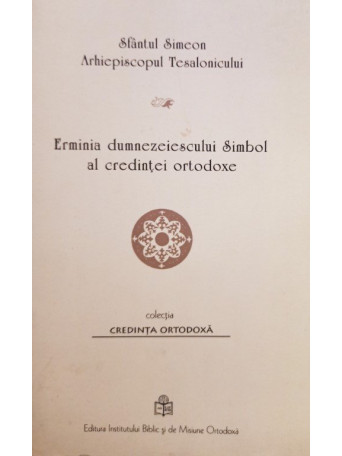 Sfântul Simeon
Arhiepiscopul Tesalonicului
Erminia dumnezeiescului Simbol
al credinței ortodoxe
colecția
CREDINȚA ORTODOXĂ
Editura Institutului Biblic și de Misiune Ortodoxă